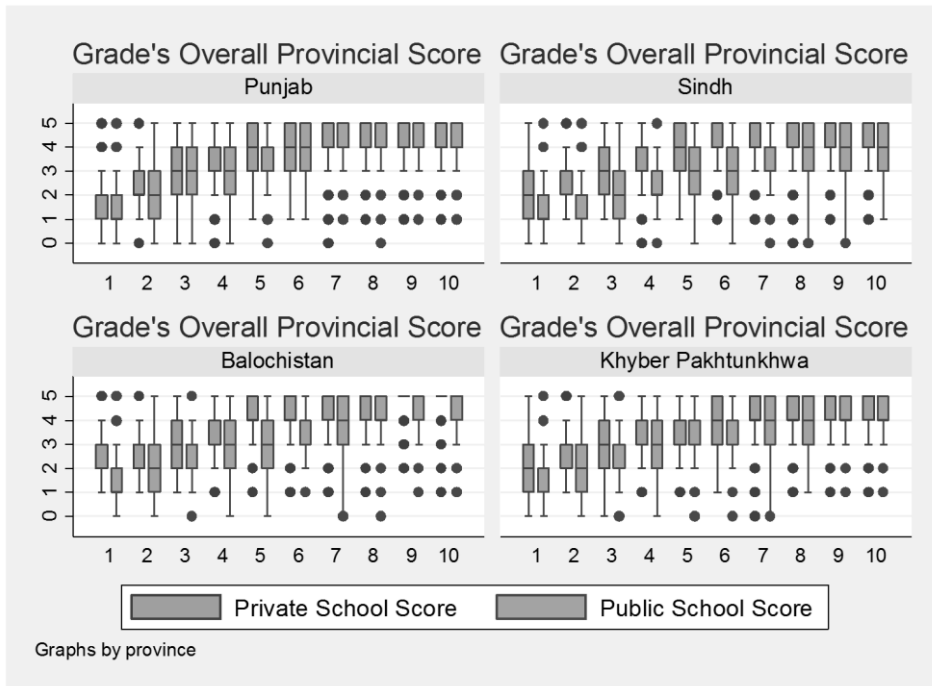 Grade's Overall Provincial Score
Punjab
5
4
3
2
1
0
1 2 3 4 5 6 7 8 9 10
Grade's Overall Provincial Score
Sindh
1 2 3 4 5 6 7 8 9 10
Grade's Overall Provincial Score
Balochistan
5
4
3
2
1
0
1 2 3 4 5 6 7 8 9 10
Grade's Overall Provincial Score
Khyber Pakhtunkhwa
1 2 3 4 5 6 7 8 9 10
Private School Score
Public School Score
Graphs by province